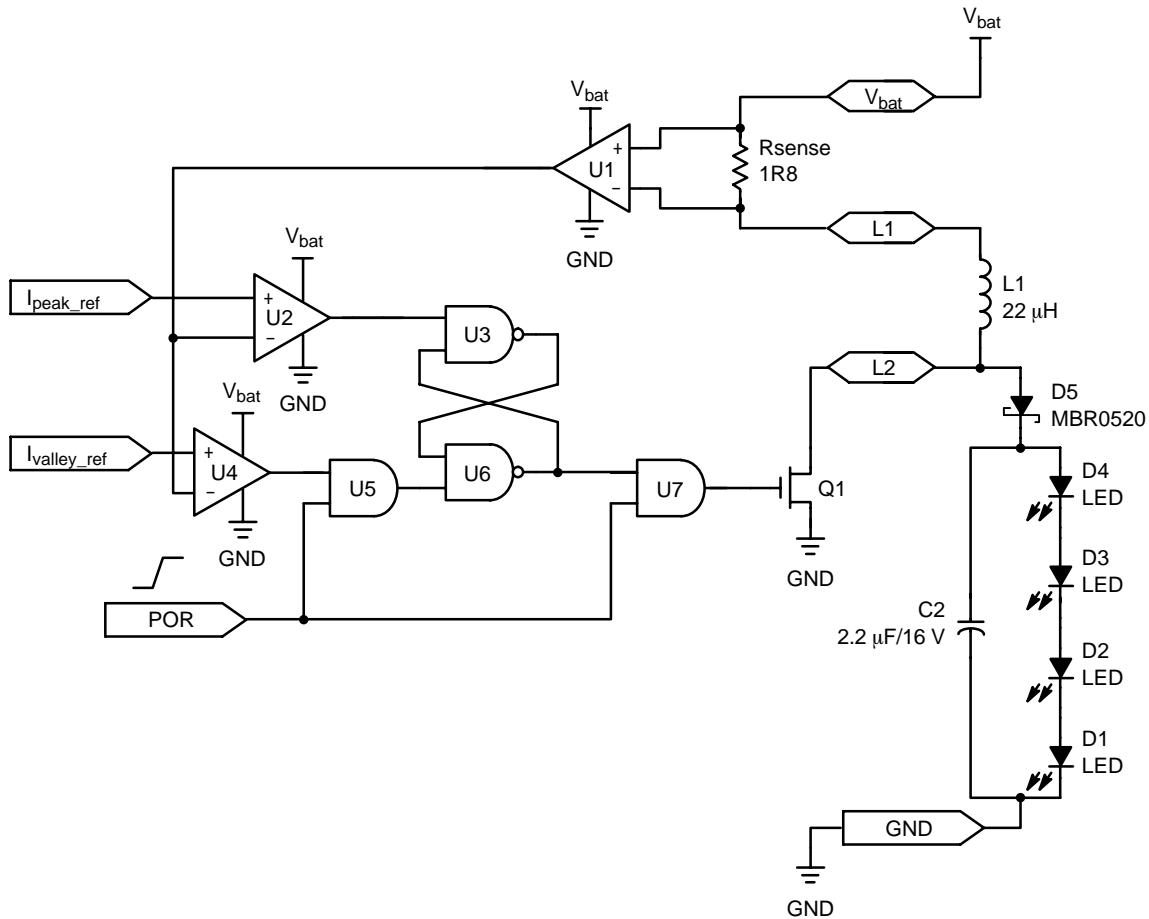 V_bat
V_bat
V_bat
U1
+
−
Rsense
1R8
GND
L1
L1
22 μH
V_bat
I_peak_ref
+
−
U2
GND
U3
L2
V_bat
I_valley_ref
+
−
U4
GND
U5
U6
U7
Q1
GND
D5
MBR0520
D4
LED
D3
LED
POR
C2
2.2 μF/16 V
D2
LED
D1
LED
GND
GND